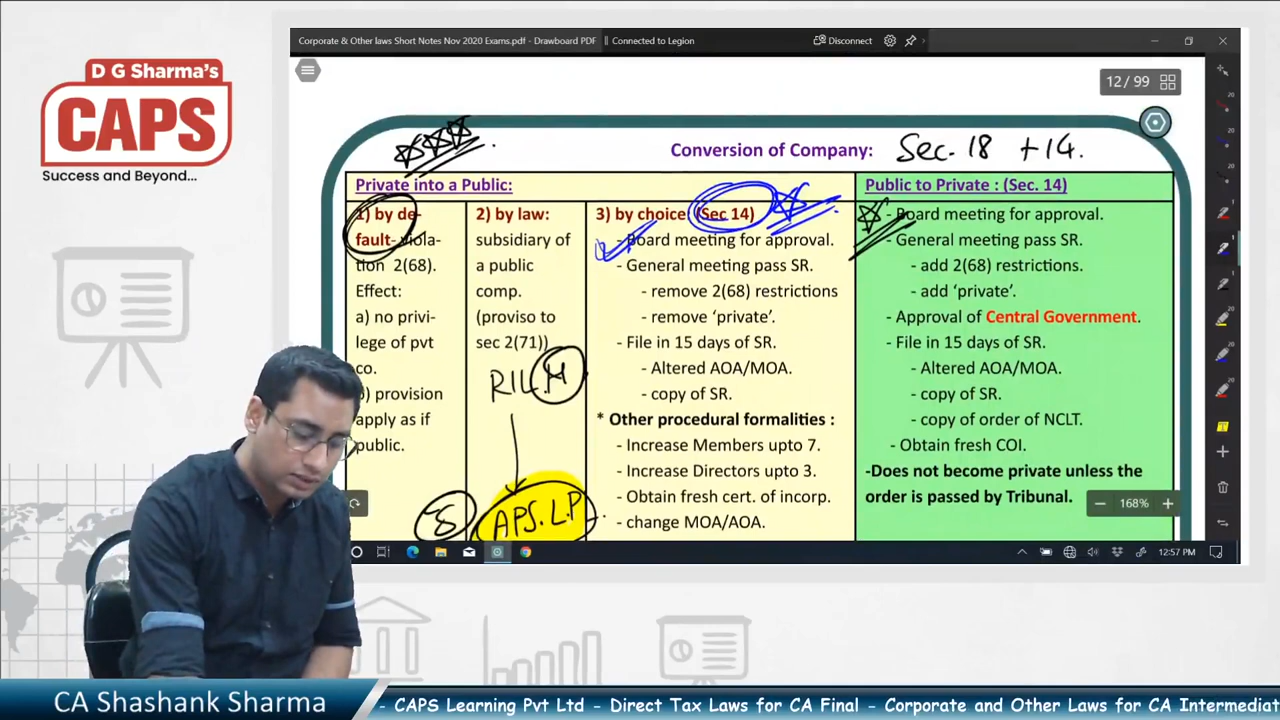 D G Sharma's
CAPS
Success and Beyond...
Corporate & Other laws Short Notes Nov 2020 Exams.pdf - Drawboard PDF
Connected to Legion
Disconnect
12 / 99
Conversion of Company:
Sec. 18 + 14.
Private into a Public:
1) by de-
fault- viola-
tion 2(68).
Effect:
a) no privi-
lege of pvt
co.
b) provision
apply as if
public.
2) by law:
subsidiary of
a public
comp.
(proviso to
sec 2(71))
RIL. H
S
APS. L.P
3) by choice: (Sec 14)
- Board meeting for approval.
- General meeting pass SR.
- remove 2(68) restrictions
- remove ‘private’.
- File in 15 days of SR.
- Altered AOA/MOA.
- copy of SR.
* Other procedural formalities :
- Increase Members upto 7.
- Increase Directors upto 3.
- Obtain fresh cert. of incorp.
- change MOA/AOA.
Public to Private : (Sec. 14)
- Board meeting for approval.
- General meeting pass SR.
- add 2(68) restrictions.
- add ‘private’.
- Approval of Central Government.
- File in 15 days of SR.
- Altered AOA/MOA.
- copy of SR.
- copy of order of NCLT.
- Obtain fresh COI.
-Does not become private unless the
order is passed by Tribunal.
168%
12:57 PM
CA Shashank Sharma
- CAPS Learning Pvt Ltd - Direct Tax Laws for CA Final - Corporate and Other Laws for CA Intermediat